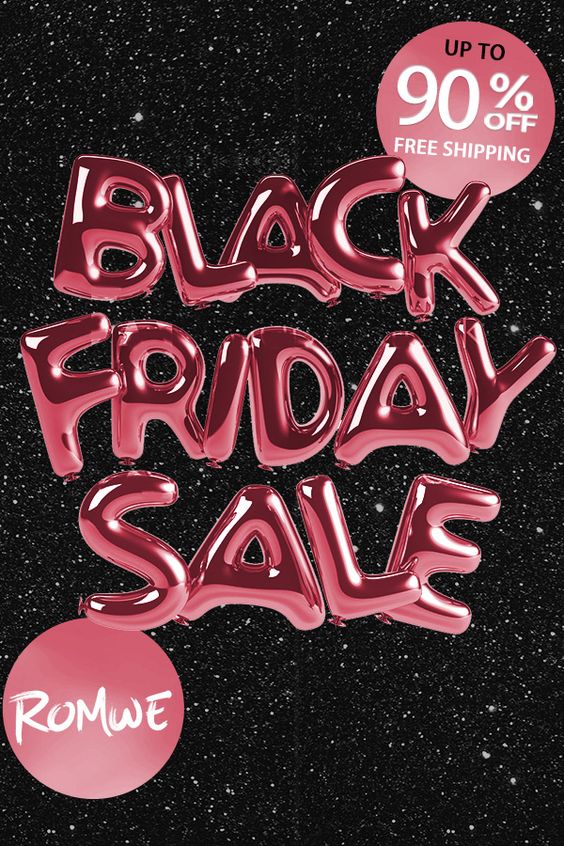 UP TO
90% OFF
FREE SHIPPING
BLACK
FRIDAY
SALE
ROMWE